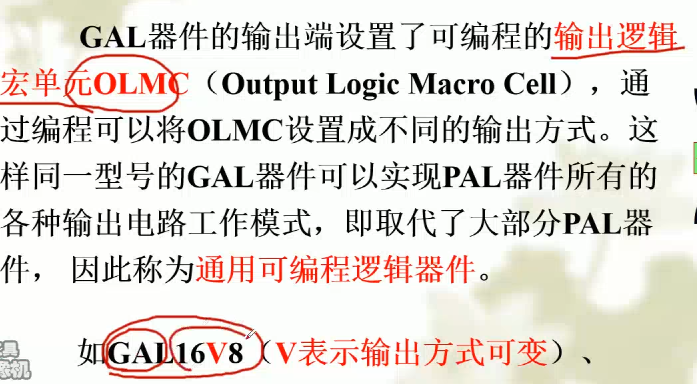 GAL器件的输出端设置了可编程的输出逻辑
宏单元OLMC（Output Logic Macro Cell），通
过编程可以将OLMC设置成不同的输出方式。这
样同一型号的GAL器件可以实现PAL器件所有的
各种输出电路工作模式，即取代了大部分PAL器
件， 因此称为通用可编程逻辑器件。
如GAL16V8（V表示输出方式可变）、